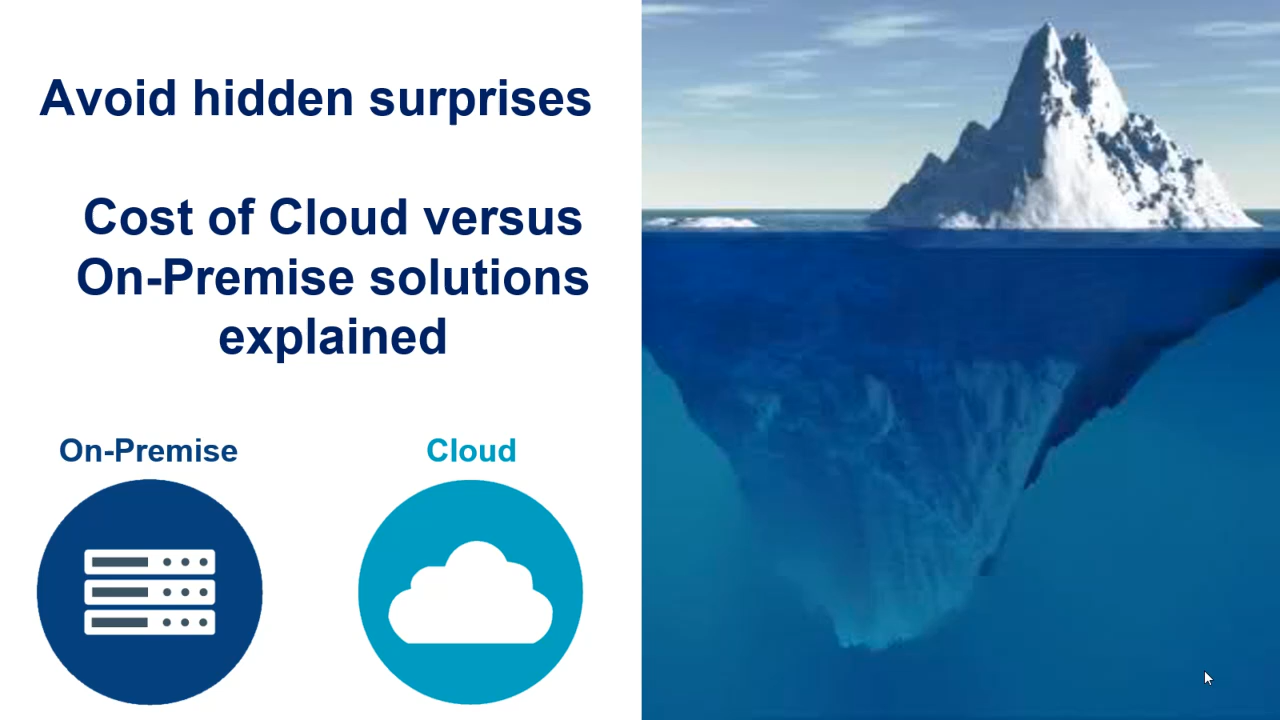 Avoid hidden surprises
Cost of Cloud versus
On-Premise solutions
explained
On-Premise
Cloud